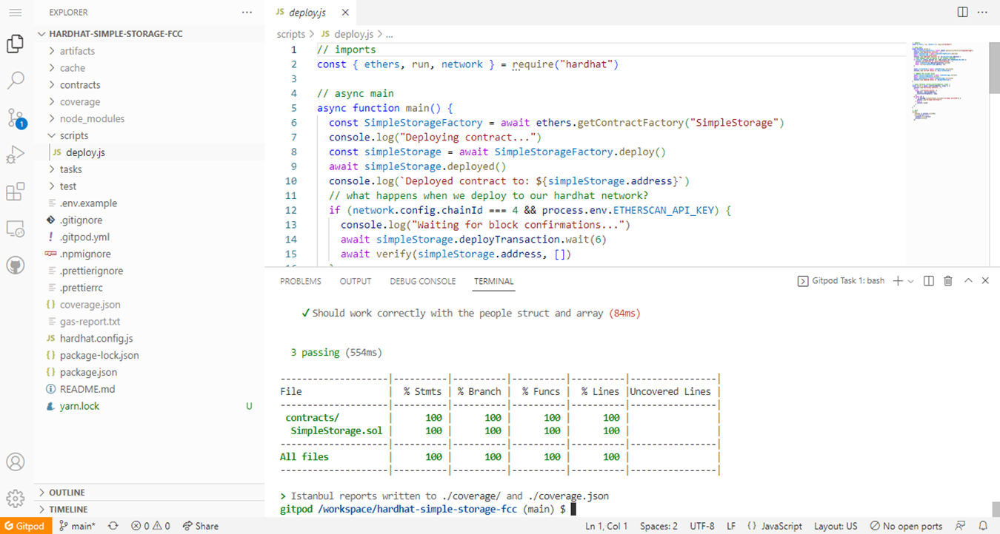 EXPLORER
HARDHAT-SIMPLE-STORAGE-FCC
artifacts
cache
contracts
coverage
node_modules
scripts
JS deploy.js
tasks
test
.env.example
.gitignore
! .gitpod.yml
npm .npmignore
.prettierignore
.prettierrc
{} coverage.json
gas-report.txt
JS hardhat.config.js
{} package-lock.json
{} package.json
README.md
yarn.lock U
OUTLINE
TIMELINE
1
JS deploy.js
scripts > JS deploy.js > ...
1 // imports
2 const { ethers, run, network } = require("hardhat")
3
4 // async main
5 async function main() {
6 const SimpleStorageFactory = await ethers.getContractFactory("SimpleStorage")
7 console.log("Deploying contract...")
8 const simpleStorage = await SimpleStorageFactory.deploy()
9 await simpleStorage.deployed()
10 console.log(`Deployed contract to: ${simpleStorage.address}`)
11 // what happens when we deploy to our hardhat network?
12 if (network.config.chainId === 4 && process.env.ETHERSCAN_API_KEY) {
13 console.log("Waiting for block confirmations...")
14 await simpleStorage.deployTransaction.wait(6)
15 await verify(simpleStorage.address, [])
PROBLEMS OUTPUT DEBUG CONSOLE TERMINAL Gitpod Task 1: bash
✓ Should work correctly with the people struct and array (84ms)
3 passing (554ms)
--------------------|----------|----------|----------|----------|----------------|
File | % Stmts | % Branch | % Funcs | % Lines |Uncovered Lines |
--------------------|----------|----------|----------|----------|----------------|
contracts/ | 100 | 100 | 100 | 100 | |
SimpleStorage.sol | 100 | 100 | 100 | 100 | |
--------------------|----------|----------|----------|----------|----------------|
All files | 100 | 100 | 100 | 100 | |
--------------------|----------|----------|----------|----------|----------------|
> Istanbul reports written to ./coverage/ and ./coverage.json
gitpod /workspace/hardhat-simple-storage-fcc (main) $
Gitpod main* 0 0 Share Ln 1, Col 1 Spaces: 2 UTF-8 LF {} JavaScript Layout: US No open ports